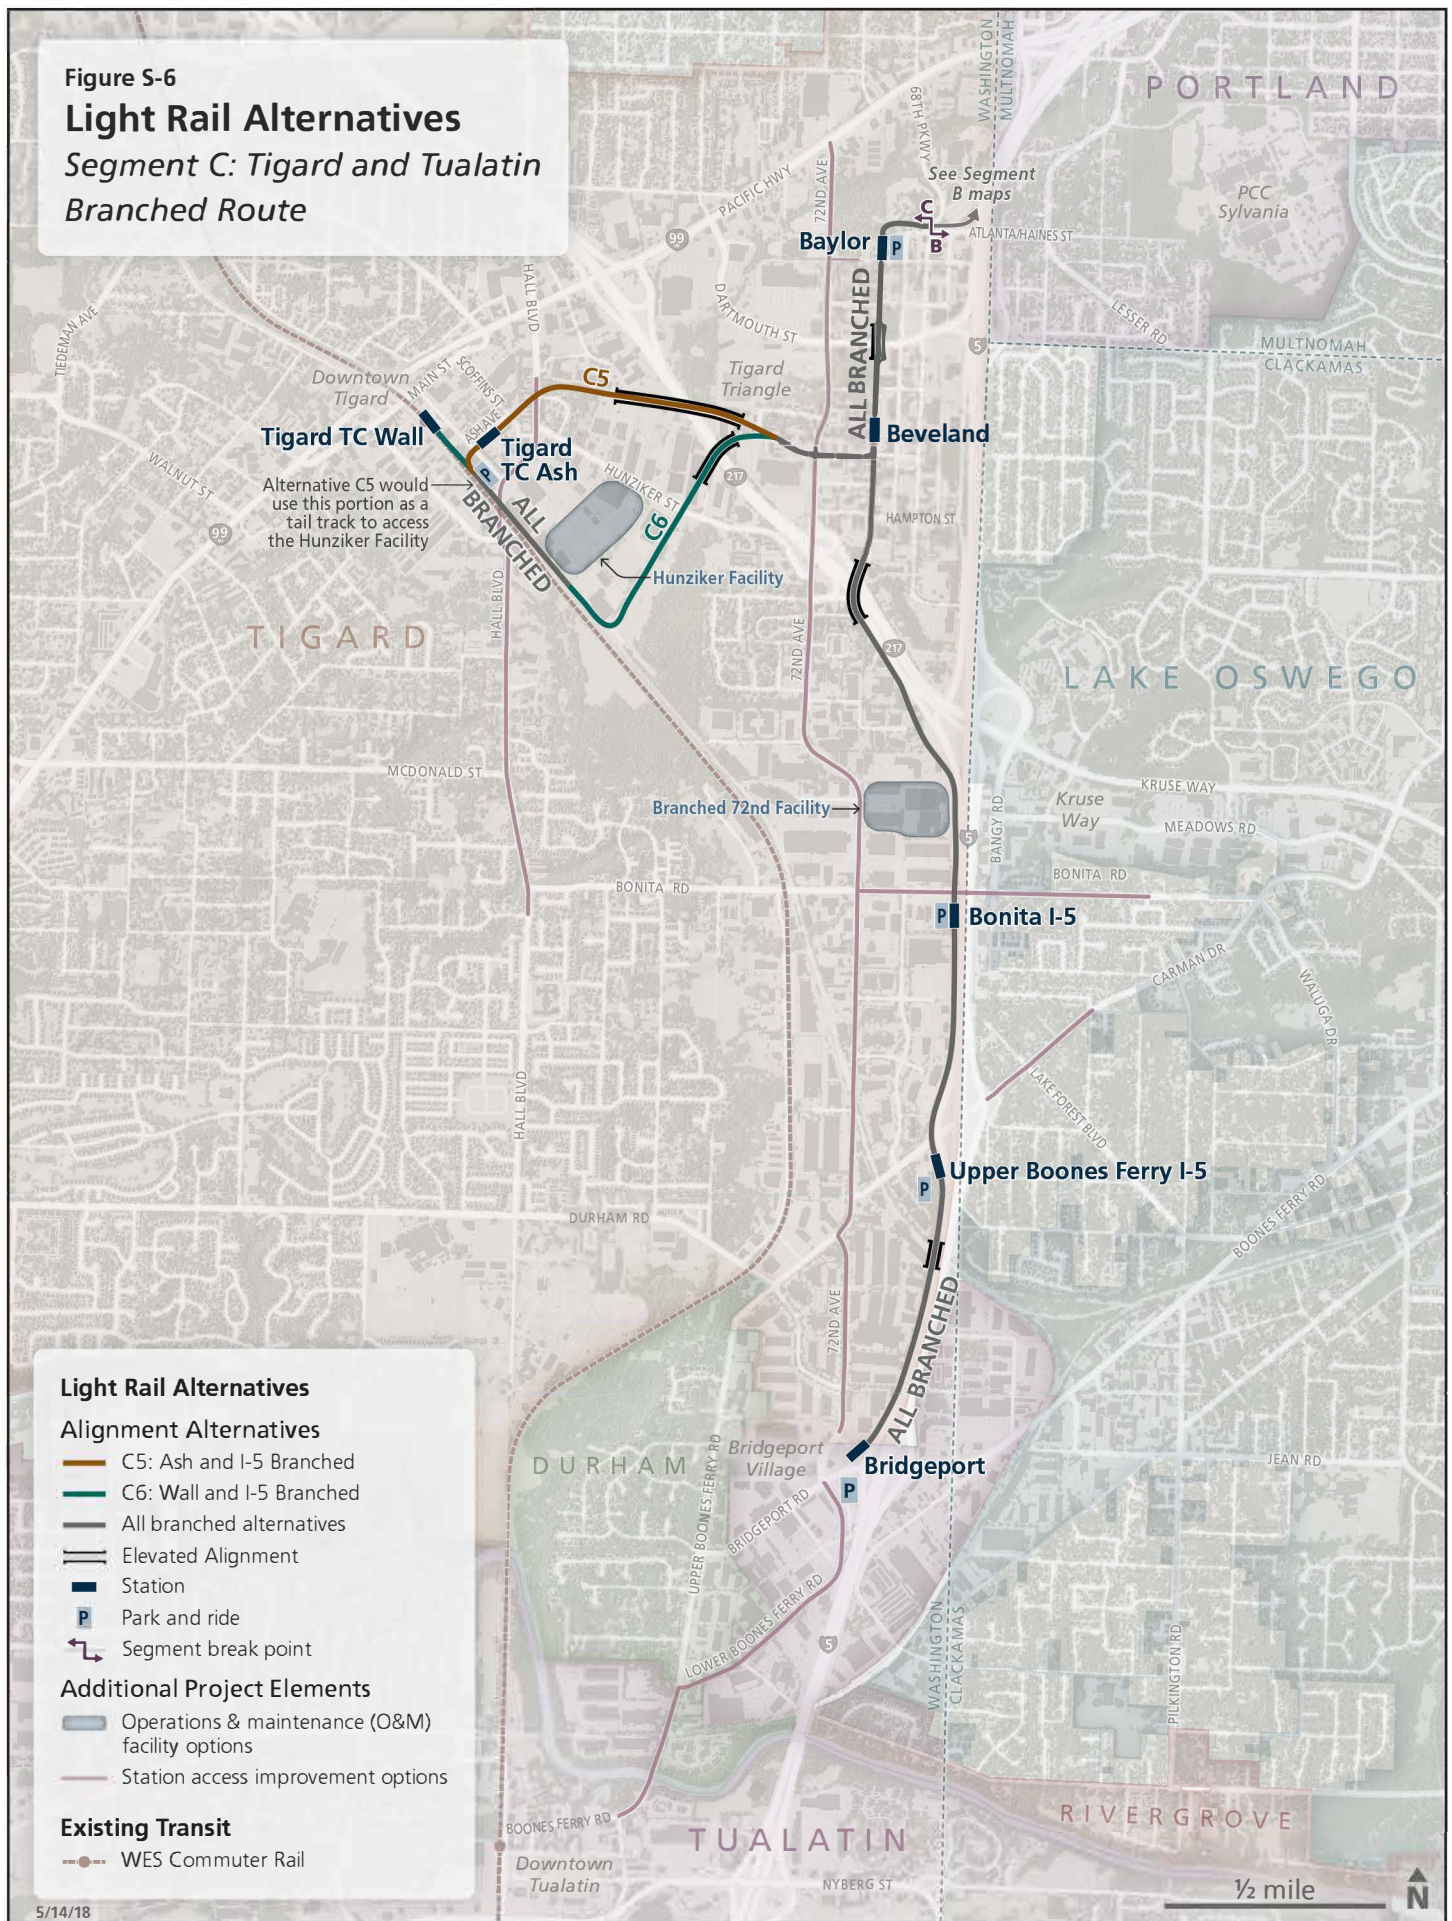 Figure S-6
Light Rail Alternatives
Segment C: Tigard and Tualatin
Branched Route
WASHINGTON
MULTNOMAH
PORTLAND
68TH PKWY
See Segment
B maps
PCC
Sylvania
PACIFIC HWY
72ND AVE
99W
C
B
ATLANTA/HAINES ST
Baylor
P
HALL BLVD
DARTMOUTH ST
ALL BRANCHED
LESSER RD
TIEDEMAN AVE
5
MULTNOMAH
CLACKAMAS
Downtown
Tigard
MAIN ST
SCOFFINS ST
C5
Tigard
Triangle
ASH AVE
Tigard TC Wall
Tigard
TC Ash
P
Beveland
WALNUT ST
HUNZIKER ST
217
Alternative C5 would
use this portion as a
tail track to access
the Hunziker Facility
ALL
BRANCHED
C6
HAMPTON ST
99W
Hunziker Facility
HALL BLVD
TIGARD
72ND AVE
217
LAKE OSWEGO
MCDONALD ST
KRUSE WAY
Branched 72nd Facility
Kruse
Way
BANGY RD
5
MEADOWS RD
BONITA RD
BONITA RD
P
Bonita I-5
CARMAN DR
WALUGA DR
HALL BLVD
LAKE FOREST BLVD
Upper Boones Ferry I-5
P
DURHAM RD
BOONES FERRY RD
72ND AVE
ALL BRANCHED
DURHAM
UPPER BOONES FERRY RD
Bridgeport
Village
Bridgeport
P
JEAN RD
BRIDGEPORT RD
LOWER BOONES FERRY RD
5
WASHINGTON
CLACKAMAS
PILKINGTON RD
RIVERGROVE
BOONES FERRY RD
TUALATIN
Downtown
Tualatin
NYBERG ST
½ mile
N
Light Rail Alternatives
Alignment Alternatives
C5: Ash and I-5 Branched
C6: Wall and I-5 Branched
All branched alternatives
Elevated Alignment
Station
P Park and ride
Segment break point
Additional Project Elements
Operations & maintenance (O&M)
facility options
Station access improvement options
Existing Transit
WES Commuter Rail
5/14/18